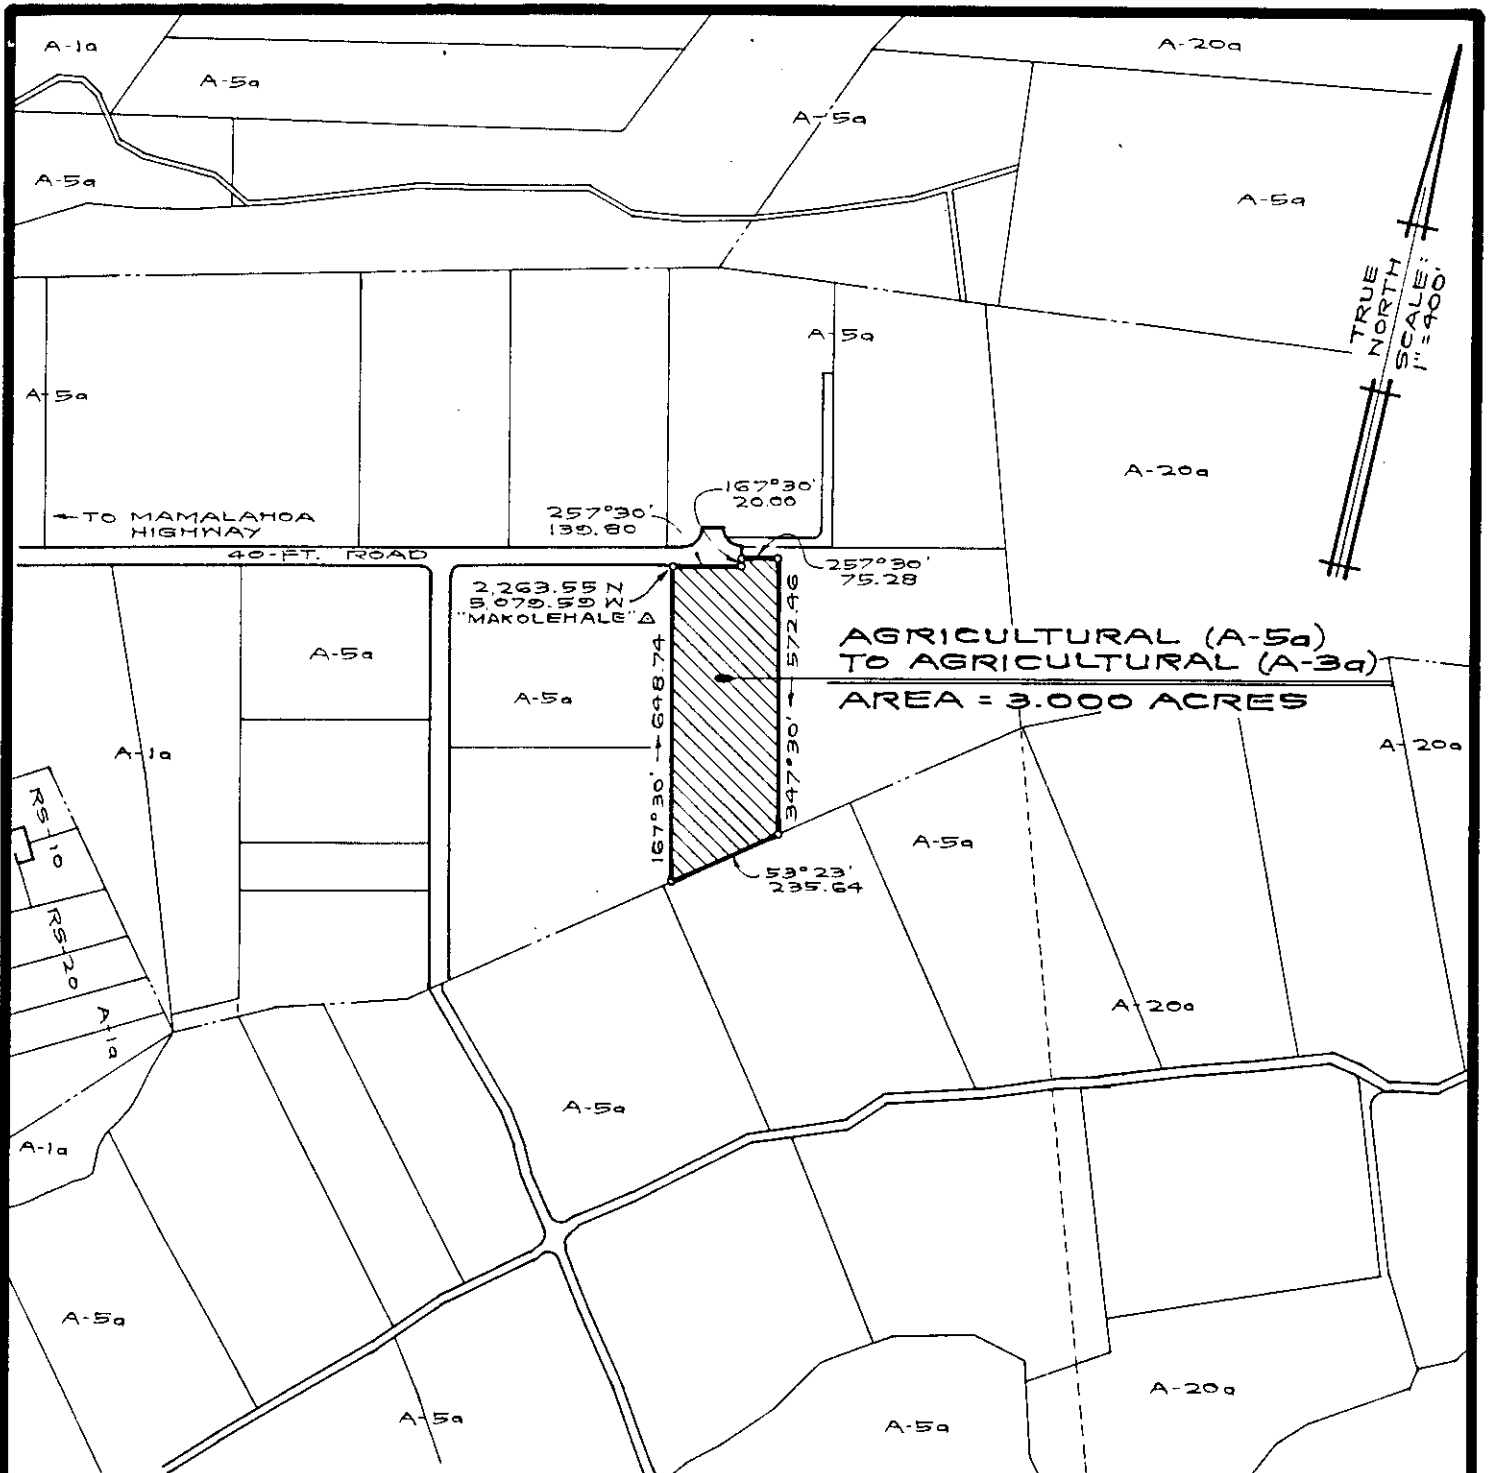 A-1a
A-5a
A-20a
A-5a
A-5a
A-5a
TRUE
NORTH
SCALE:
1"=400'
A-5a
A-5a
A-20a
167°30'
20.00
257°30'
139.80
← TO MAMALAHOA
HIGHWAY
40-FT. ROAD
257°30'
75.28
2,263.55 N
5,079.59 W
"MAKOLEHALE" △
A-5a
A-5a
167°30' → 648.74
347°30' ← 572.46
AGRICULTURAL (A-5a)
TO AGRICULTURAL (A-3a)
AREA = 3.000 ACRES
A-1a
A-20a
RS-10
A-5a
53°23'
235.64
RS-20
A-1a
A-20a
A-5a
A-1a
A-5a
A-5a
A-5a
A-20a